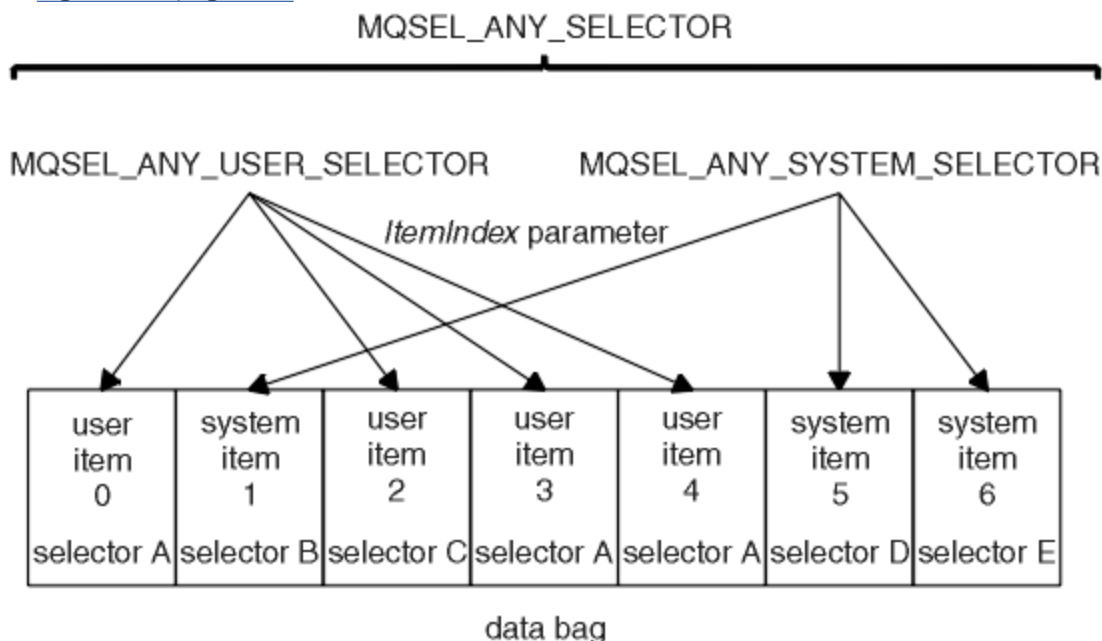 MQSEL_ANY_SELECTOR
MQSEL_ANY_USER_SELECTOR
MQSEL_ANY_SYSTEM_SELECTOR
ItemIndex parameter
user item 0 selector A
system item 1 selector B
user item 2 selector C
user item 3 selector A
user item 4 selector A
system item 5 selector D
system item 6 selector E
data bag